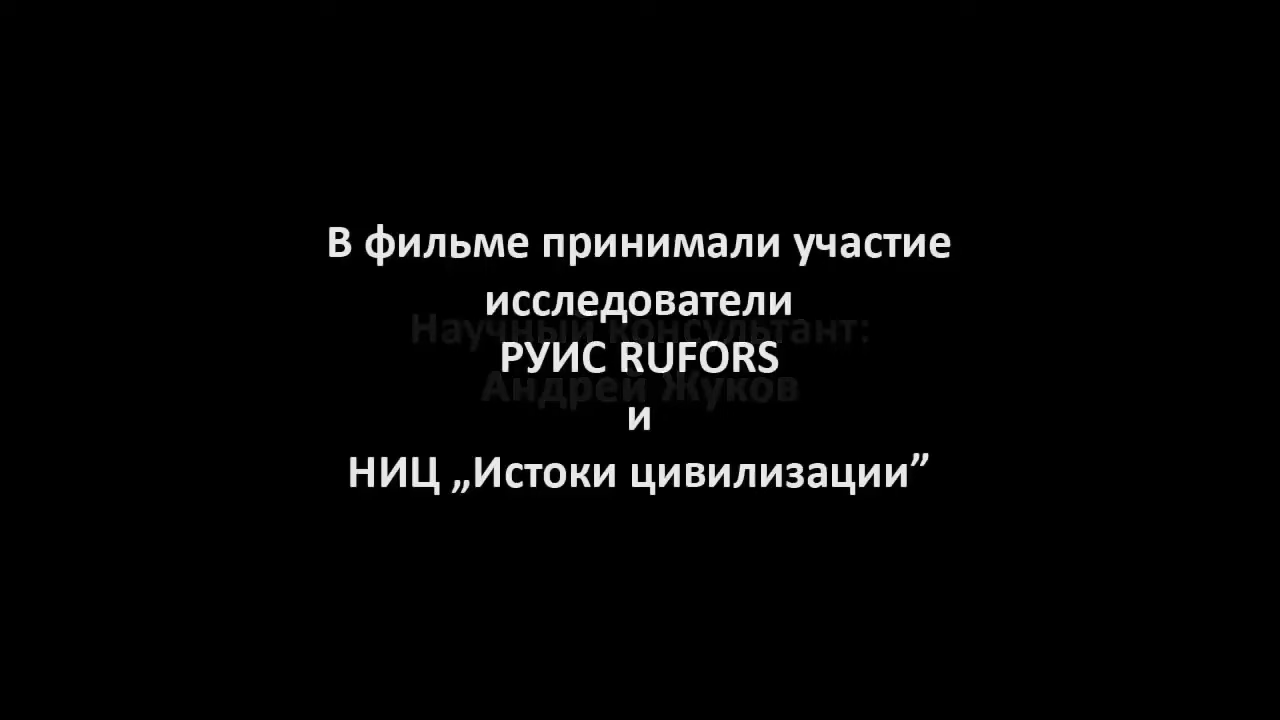 В фильме принимали участие
исследователи
Научный консультант:
РУИС RUFORS
Андрей Жуков
и
НИЦ „Истоки цивилизации”